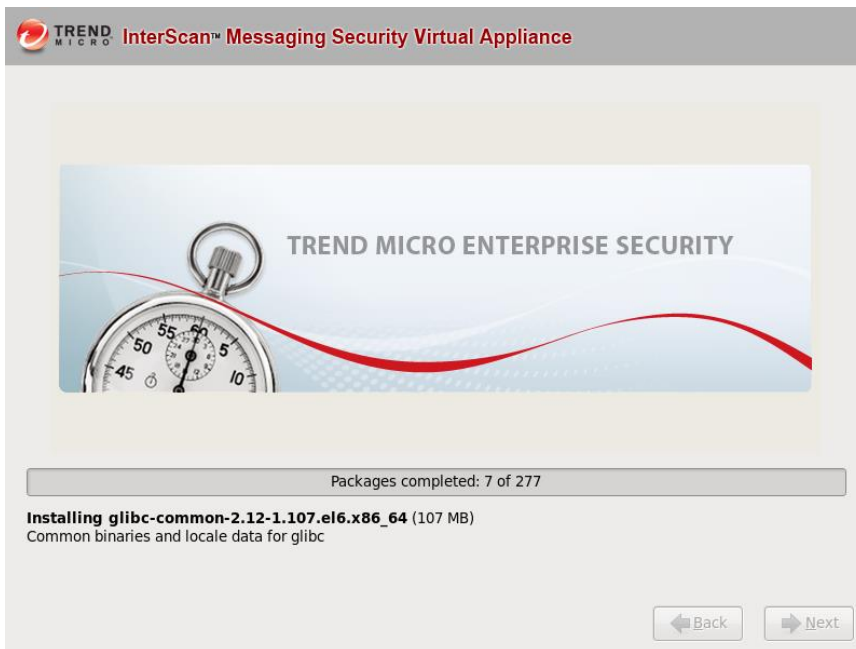 TREND MICRO InterScan™ Messaging Security Virtual Appliance
TREND MICRO ENTERPRISE SECURITY
55 60 5
50
45 10
Packages completed: 7 of 277
Installing glibc-common-2.12-1.107.el6.x86_64 (107 MB)
Common binaries and locale data for glibc
Back Next